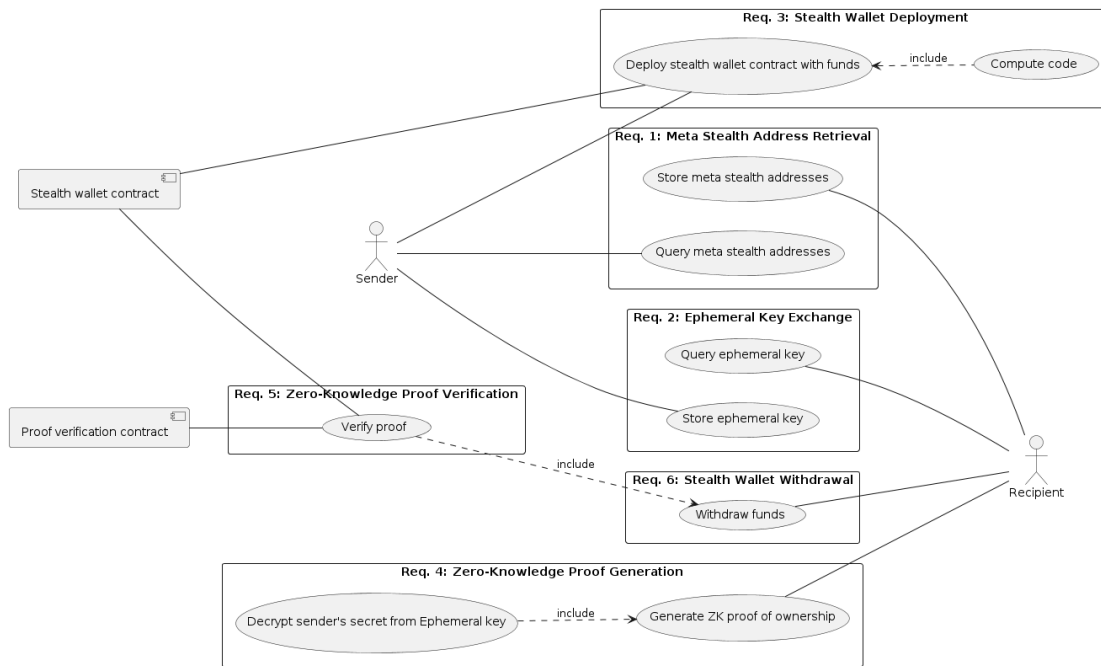 Req. 3: Stealth Wallet Deployment
Deploy stealth wallet contract with funds
include
Compute code
Req. 1: Meta Stealth Address Retrieval
Store meta stealth addresses
Query meta stealth addresses
Stealth wallet contract
Sender
Req. 2: Ephemeral Key Exchange
Query ephemeral key
Store ephemeral key
Req. 5: Zero-Knowledge Proof Verification
Verify proof
Proof verification contract
include
Req. 6: Stealth Wallet Withdrawal
Withdraw funds
Recipient
Req. 4: Zero-Knowledge Proof Generation
Decrypt sender's secret from Ephemeral key
include
Generate ZK proof of ownership